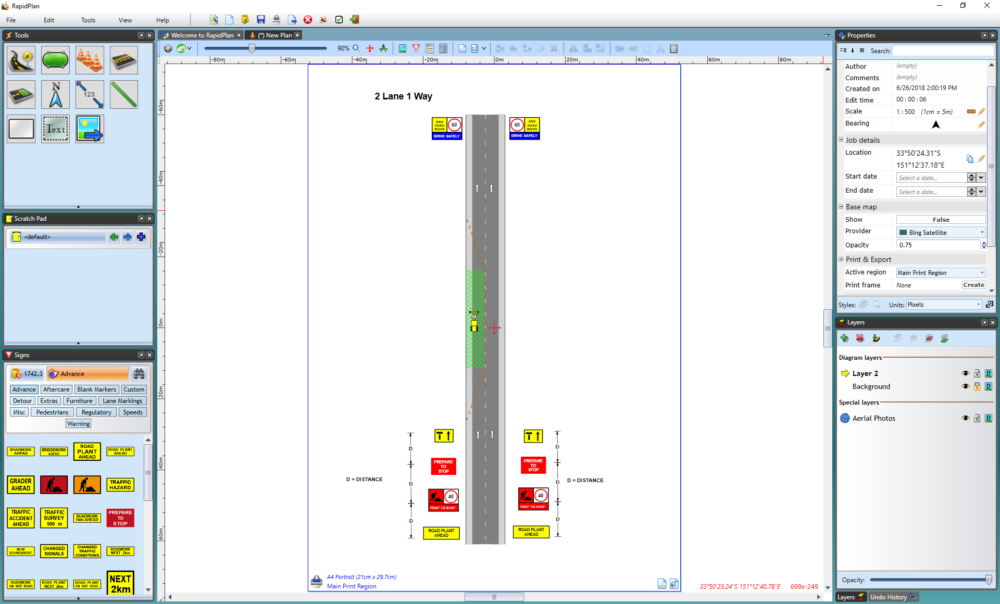 RapidPlan
File Edit Tools View Help
Tools
Welcome to RapidPlan
(*) New Plan
90%
-80m -60m -40m -20m 0m 20m 40m 60m 80m
-60m
-40m
-20m
0m
20m
40m
60m
N
123
Text
Scratch Pad
<default>
Signs
1742.3 Advance
Advance Aftercare Blank Markers Custom
Detour Extras Furniture Lane Markings
Misc Pedestrians Regulatory Speeds
Warning
ROADWORK AHEAD
BRIDGEWORK AHEAD
ROAD PLANT AHEAD
ROAD PLANT AHEAD
GRADER AHEAD
TRAFFIC HAZARD
TRAFFIC ACCIDENT AHEAD
TRAFFIC SURVEY 500 m
ROADWORK 1km AHEAD
PREPARE TO STOP
NEW ROUNDABOUT
CHANGED SIGNALS
CHANGED TRAFFIC CONDITIONS
ROADWORK NEXT 2km
ROADWORK ON SIDE ROAD
ROAD PLANT NEXT 2km
ROAD PLANT ON SIDE ROAD
NEXT 2km
2 Lane 1 Way
END ROAD WORK
60
DRIVE SAFELY
60
END ROAD WORK
DRIVE SAFELY
T
T
D
D
PREPARE TO STOP
PREPARE TO STOP
D = DISTANCE
D
D
D = DISTANCE
40
PREP' TO STOP
40
PREP' TO STOP
D
D
ROAD PLANT AHEAD
ROAD PLANT AHEAD
A4 Portrait (21cm x 29.7cm)
Main Print Region
33°50'23.24"S 151°12'40.78"E 699x-249
Properties
Search:
Author (empty)
Comments (empty)
Created on 6/26/2018 2:00:19 PM
Edit time 00 : 00 : 06
Scale 1 : 500 (1cm = 5m)
Bearing
Job details
Location 33°50'24.31"S
151°12'37.18"E
Start date Select a date...
End date Select a date...
Base map
Show False
Provider Bing Satellite
Opacity 0.75
Print & Export
Active region Main Print Region
Print frame None Create
Styles: Units: Pixels
Layers
Diagram layers
Layer 2 D
Background D
Special layers
Aerial Photos D
Opacity:
Layers Undo History